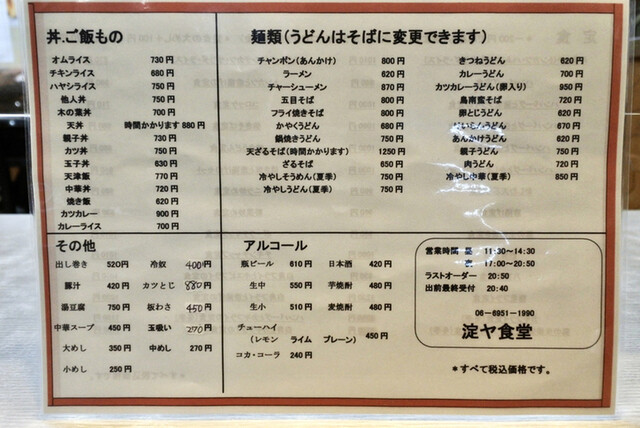 丼.ご飯もの
オムライス 730円
チキンライス 680円
ハヤシライス 750円
他人丼 750円
木の葉丼 700円
天丼 時間かかります 880円
親子丼 730円
カツ丼 750円
玉子丼 630円
天津飯 770円
中華丼 720円
焼き飯 620円
カツカレー 900円
カレーライス 700円
麺類(うどんはそばに変更できます)
チャンポン(あんかけ) 800円
ラーメン 620円
チャーシューメン 870円
五目そば 800円
フライ焼きそば 800円
かやくうどん 680円
鍋焼きうどん 950円
天ざるそば(時間かかります) 1250円
ざるそば 650円
冷やしそうめん(夏季) 750円
冷やしうどん(夏季) 750円
きつねうどん 620円
カレーうどん 700円
カツカレーうどん(卵入り) 950円
鳥南蛮そば 720円
卵とじうどん 620円
670円
あんかけうどん 620円
親子うどん 750円
肉うどん 720円
冷やし中華(夏季) 850円
その他
出し巻き 520円 冷奴 400円
豚汁 420円 カツとじ 880円
湯豆腐 750円 板わさ 450円
中華スープ 450円 玉吸い 270円
大めし 350円 中めし 270円
小めし 250円
アルコール
瓶ビール 610円 日本酒 420円
生中 550円 芋焼酎 480円
生小 510円 麦焼酎 480円
チューハイ
(レモン ライム プレーン) 450円
コカ・コーラ 240円
営業時間 昼 11:30~14:30
夜 17:00~20:50
ラストオーダー 20:50
出前最終受付 20:40
06-6951-1990
淀ヤ食堂
*すべて税込価格です。